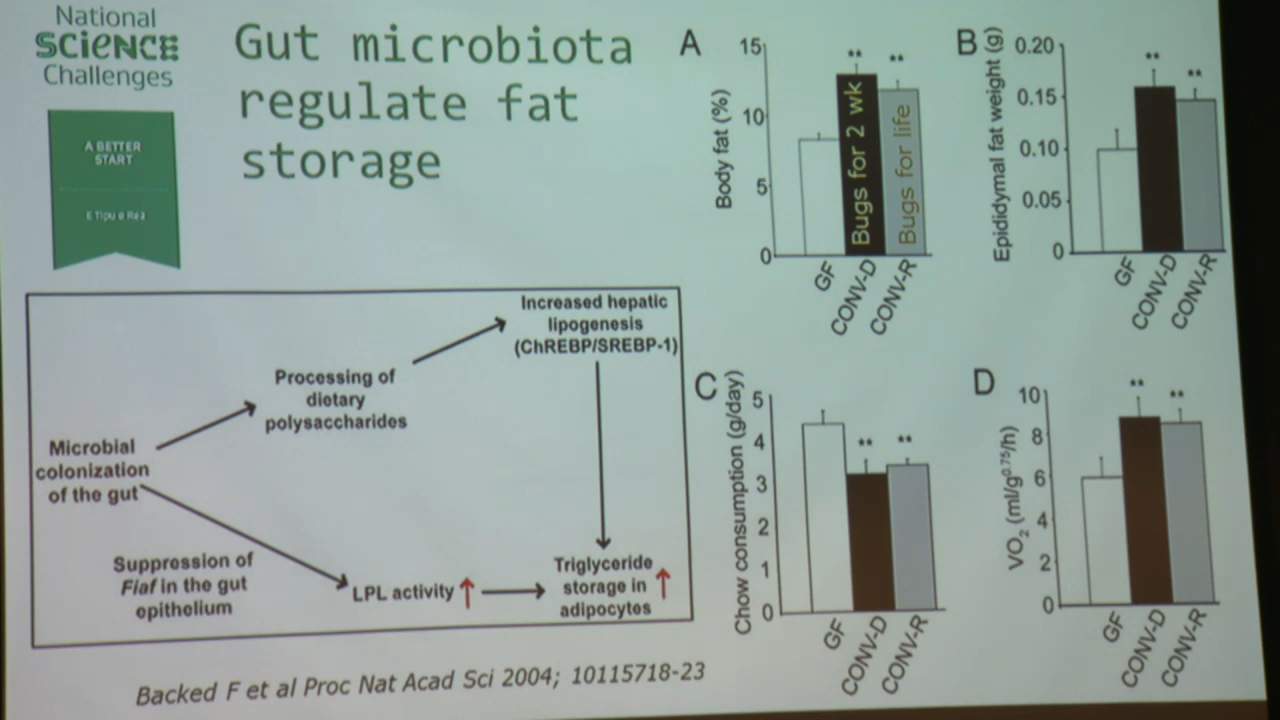 National
SCiENCE
Challenges
A BETTER
START
E Tipu e Rea
Gut microbiota
regulate fat
storage
Increased hepatic
lipogenesis
(ChREBP/SREBP-1)
Processing of
dietary
polysaccharides
Microbial
colonization
of the gut
Suppression of
Fiaf in the gut
epithelium
LPL activity
Triglyceride
storage in
adipocytes
Backed F et al Proc Nat Acad Sci 2004; 10115718-23
A
Body fat (%)
15
10
5
0
**
**
Bugs for 2 wk
Bugs for life
GF
CONV-D
CONV-R
B
Epididymal fat weight (g)
0.20
0.15
0.10
0.05
0
**
**
GF
CONV-D
CONV-R
C
Chow consumption (g/day)
5
4
3
2
1
0
**
**
GF
CONV-D
CONV-R
D
VO₂ (ml/g⁰·⁷⁵/h)
10
8
6
4
2
0
**
**
GF
CONV-D
CONV-R